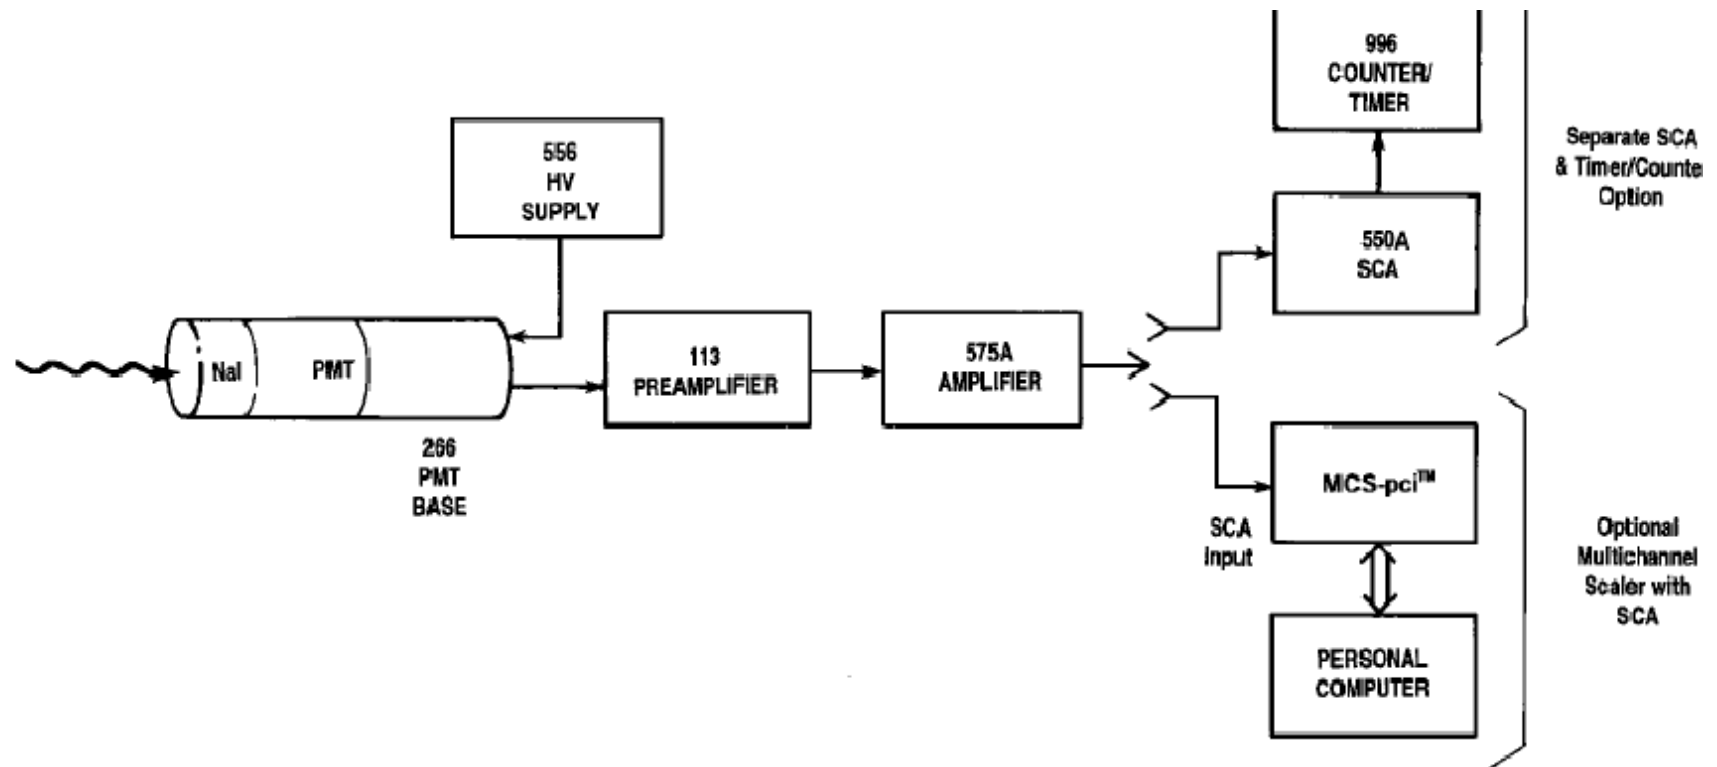 996
COUNTER/
TIMER
Separate SCA
& Timer/Counte
Option
556
HV
SUPPLY
550A
SCA
NaI
PMT
113
PREAMPLIFIER
575A
AMPLIFIER
266
PMT
BASE
MCS-pci™
SCA
Input
Optional
Multichannel
Scaler with
SCA
PERSONAL
COMPUTER